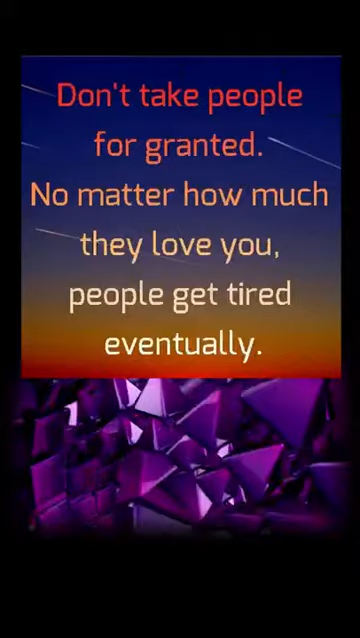 Don't take people
for granted.
No matter how much
they love you,
people get tired
eventually.